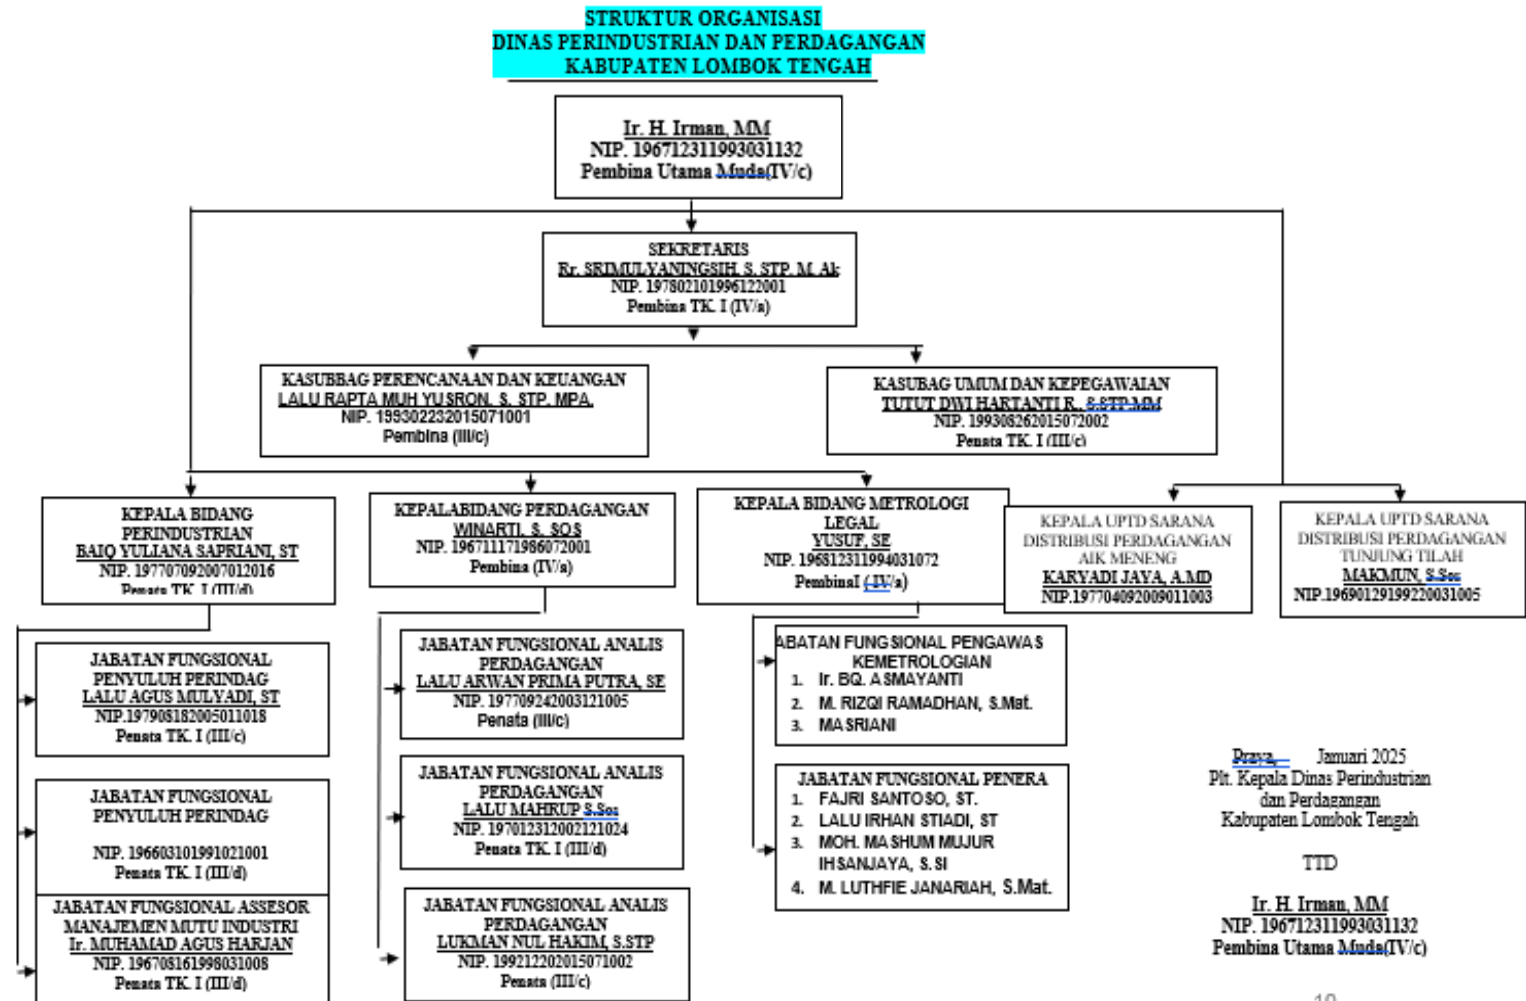 STRUKTUR ORGANISASI
DINAS PERINDUSTRIAN DAN PERDAGANGAN
KABUPATEN LOMBOK TENGAH
Ir. H. Irman, MM
NIP. 196712311993031132
Pembina Utama Muda(IV/c)
SEKRETARIS
Rr. SRIMULYANINGSIH, S. STP. M. Ak
NIP. 197802101996122001
Pembina TK. I (IV/a)
KASUBBAG PERENCANAAN DAN KEUANGAN
LALU RAPTA MUH YUSRON. S. STP. MPA.
NIP. 199302232015071001
Pembina (III/c)
KASUBAG UMUM DAN KEPEGAWAIAN
TUTUT DWI HARTANTI R., S.STP.MM
NIP. 199308262015072002
Penata TK. I (III/c)
KEPALA BIDANG
PERINDUSTRIAN
BAIQ YULIANA SAPRIANI, ST
NIP. 197707092007012016
Penata TK. I (III/d)
KEPALABIDANG PERDAGANGAN
WINARTI. S. SOS
NIP. 196711171986072001
Pembina (IV/a)
KEPALA BIDANG METROLOGI
LEGAL
YUSUF, SE
NIP. 196812311994031072
PembinaI ( IV/a)
KEPALA UPTD SARANA
DISTRIBUSI PERDAGANGAN
AIK MENENG
KARYADI JAYA, A.MD
NIP.197704092009011003
KEPALA UPTD SARANA
DISTRIBUSI PERDAGANGAN
TUNJUNG TILAH
MAKMUN, S.Sos
NIP.19690129199220031005
JABATAN FUNGSIONAL
PENYULUH PERINDAG
LALU AGUS MULYADI, ST
NIP.197908182005011018
Penata TK. I (III/c)
JABATAN FUNGSIONAL
PENYULUH PERINDAG
NIP. 196603101991021001
Penata TK. I (III/d)
JABATAN FUNGSIONAL ASSESOR
MANAJEMEN MUTU INDUSTRI
Ir. MUHAMAD AGUS HARJAN
NIP. 196708161998031008
Penata TK. I (III/d)
JABATAN FUNGSIONAL ANALIS
PERDAGANGAN
LALU ARWAN PRIMA PUTRA, SE
NIP. 197709242003121005
Penata (III/c)
JABATAN FUNGSIONAL ANALIS
PERDAGANGAN
LALU MAHRUP S.Sos
NIP. 197012312002121024
Penata TK. I (III/d)
JABATAN FUNGSIONAL ANALIS
PERDAGANGAN
LUKMAN NUL HAKIM, S.STP
NIP. 199212202015071002
Penata (III/c)
ABATAN FUNGSIONAL PENGAWAS
KEMETROLOGIAN
1. Ir. BQ. ASMAYANTI
2. M. RIZQI RAMADHAN, S.Mat.
3. MASRIANI
JABATAN FUNGSIONAL PENERA
1. FAJRI SANTOSO, ST.
2. LALU IRHAN STIADI, ST
3. MOH. MASHUM MUJUR
IHSANJAYA, S.SI
4. M. LUTHFIE JANARIAH, S.Mat.
Praya, Januari 2025
Plt. Kepala Dinas Perindustrian
dan Perdagangan
Kabupaten Lombok Tengah
TTD
Ir. H. Irman, MM
NIP. 196712311993031132
Pembina Utama Muda(IV/c)